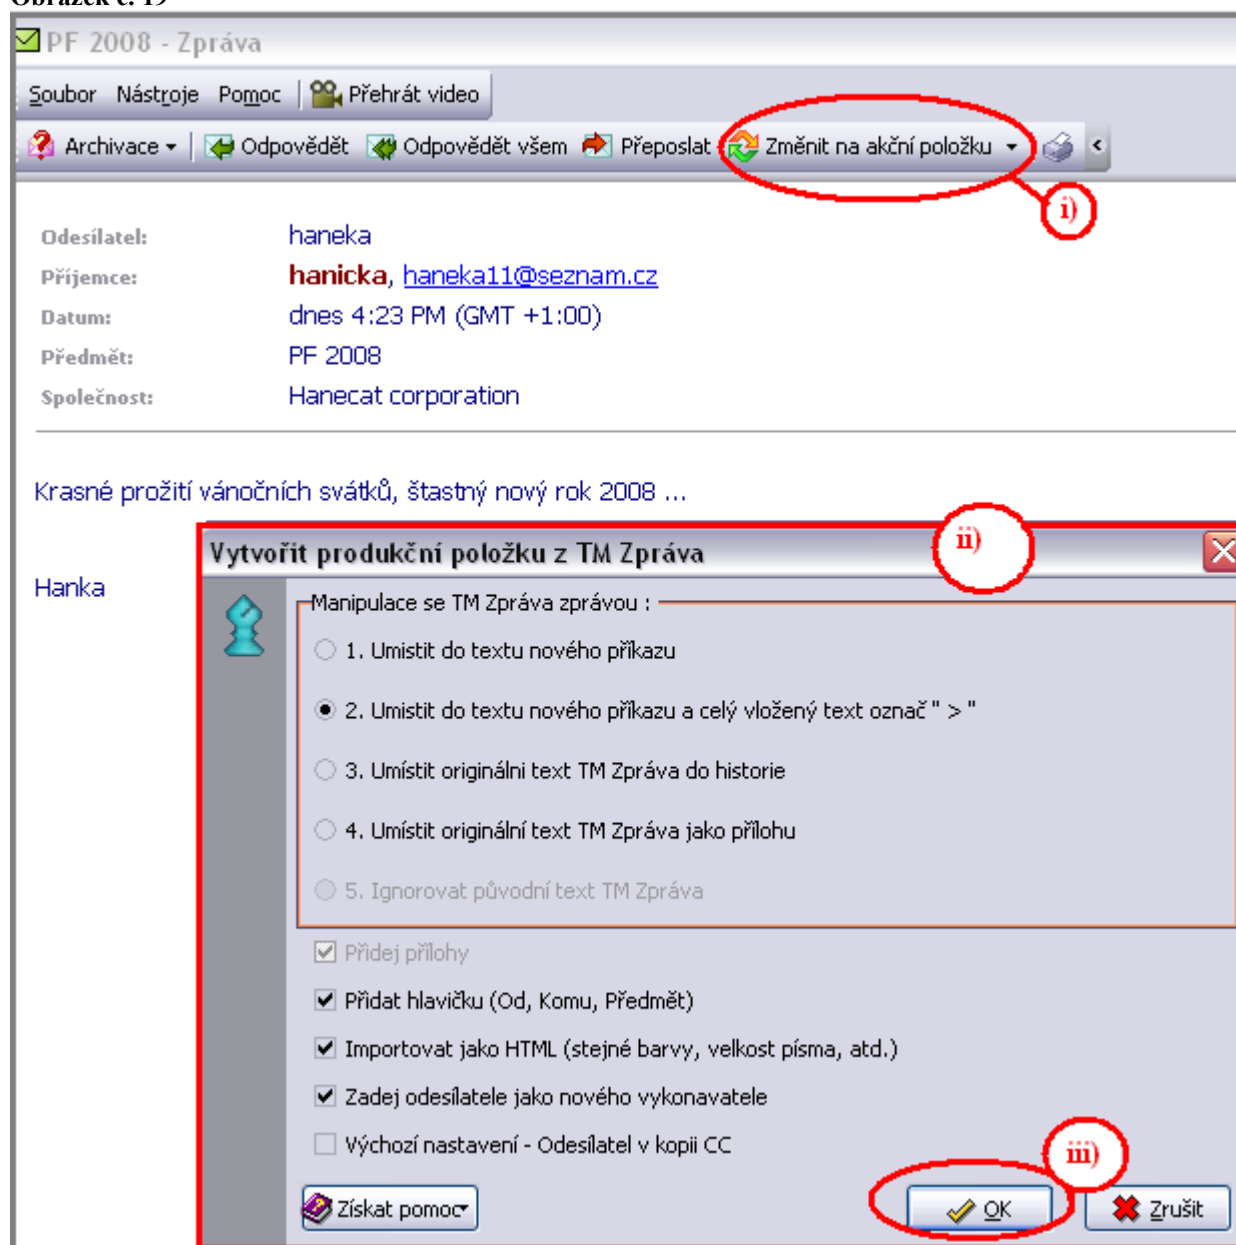 Obrázek č. 19
PF 2008 - Zpráva
Soubor Nástroje Pomoc Přehrát video
Archivace Odpovědět Odpovědět všem Přeposlat Změnit na akční položku
i)
Odesílatel: haneka
Příjemce: hanicka, haneka11@seznam.cz
Datum: dnes 4:23 PM (GMT +1:00)
Předmět: PF 2008
Společnost: Hanecat corporation
Krasné prožití vánočních svátků, štastný nový rok 2008 ...
Hanka
Vytvořit produkční položku z TM Zpráva
ii)
Manipulace se TM Zpráva zprávou :
1. Umistit do textu nového příkazu
2. Umistit do textu nového příkazu a celý vložený text označ " > "
3. Umístit originálni text TM Zpráva do historie
4. Umístit originální text TM Zpráva jako přílohu
5. Ignorovat původní text TM Zpráva
Přidej přílohy
Přidat hlavičku (Od, Komu, Předmět)
Importovat jako HTML (stejné barvy, velkost písma, atd.)
Zadej odesílatele jako nového vykonavatele
Výchozí nastavení - Odesílatel v kopii CC
iii)
Získat pomoc OK Zrušit